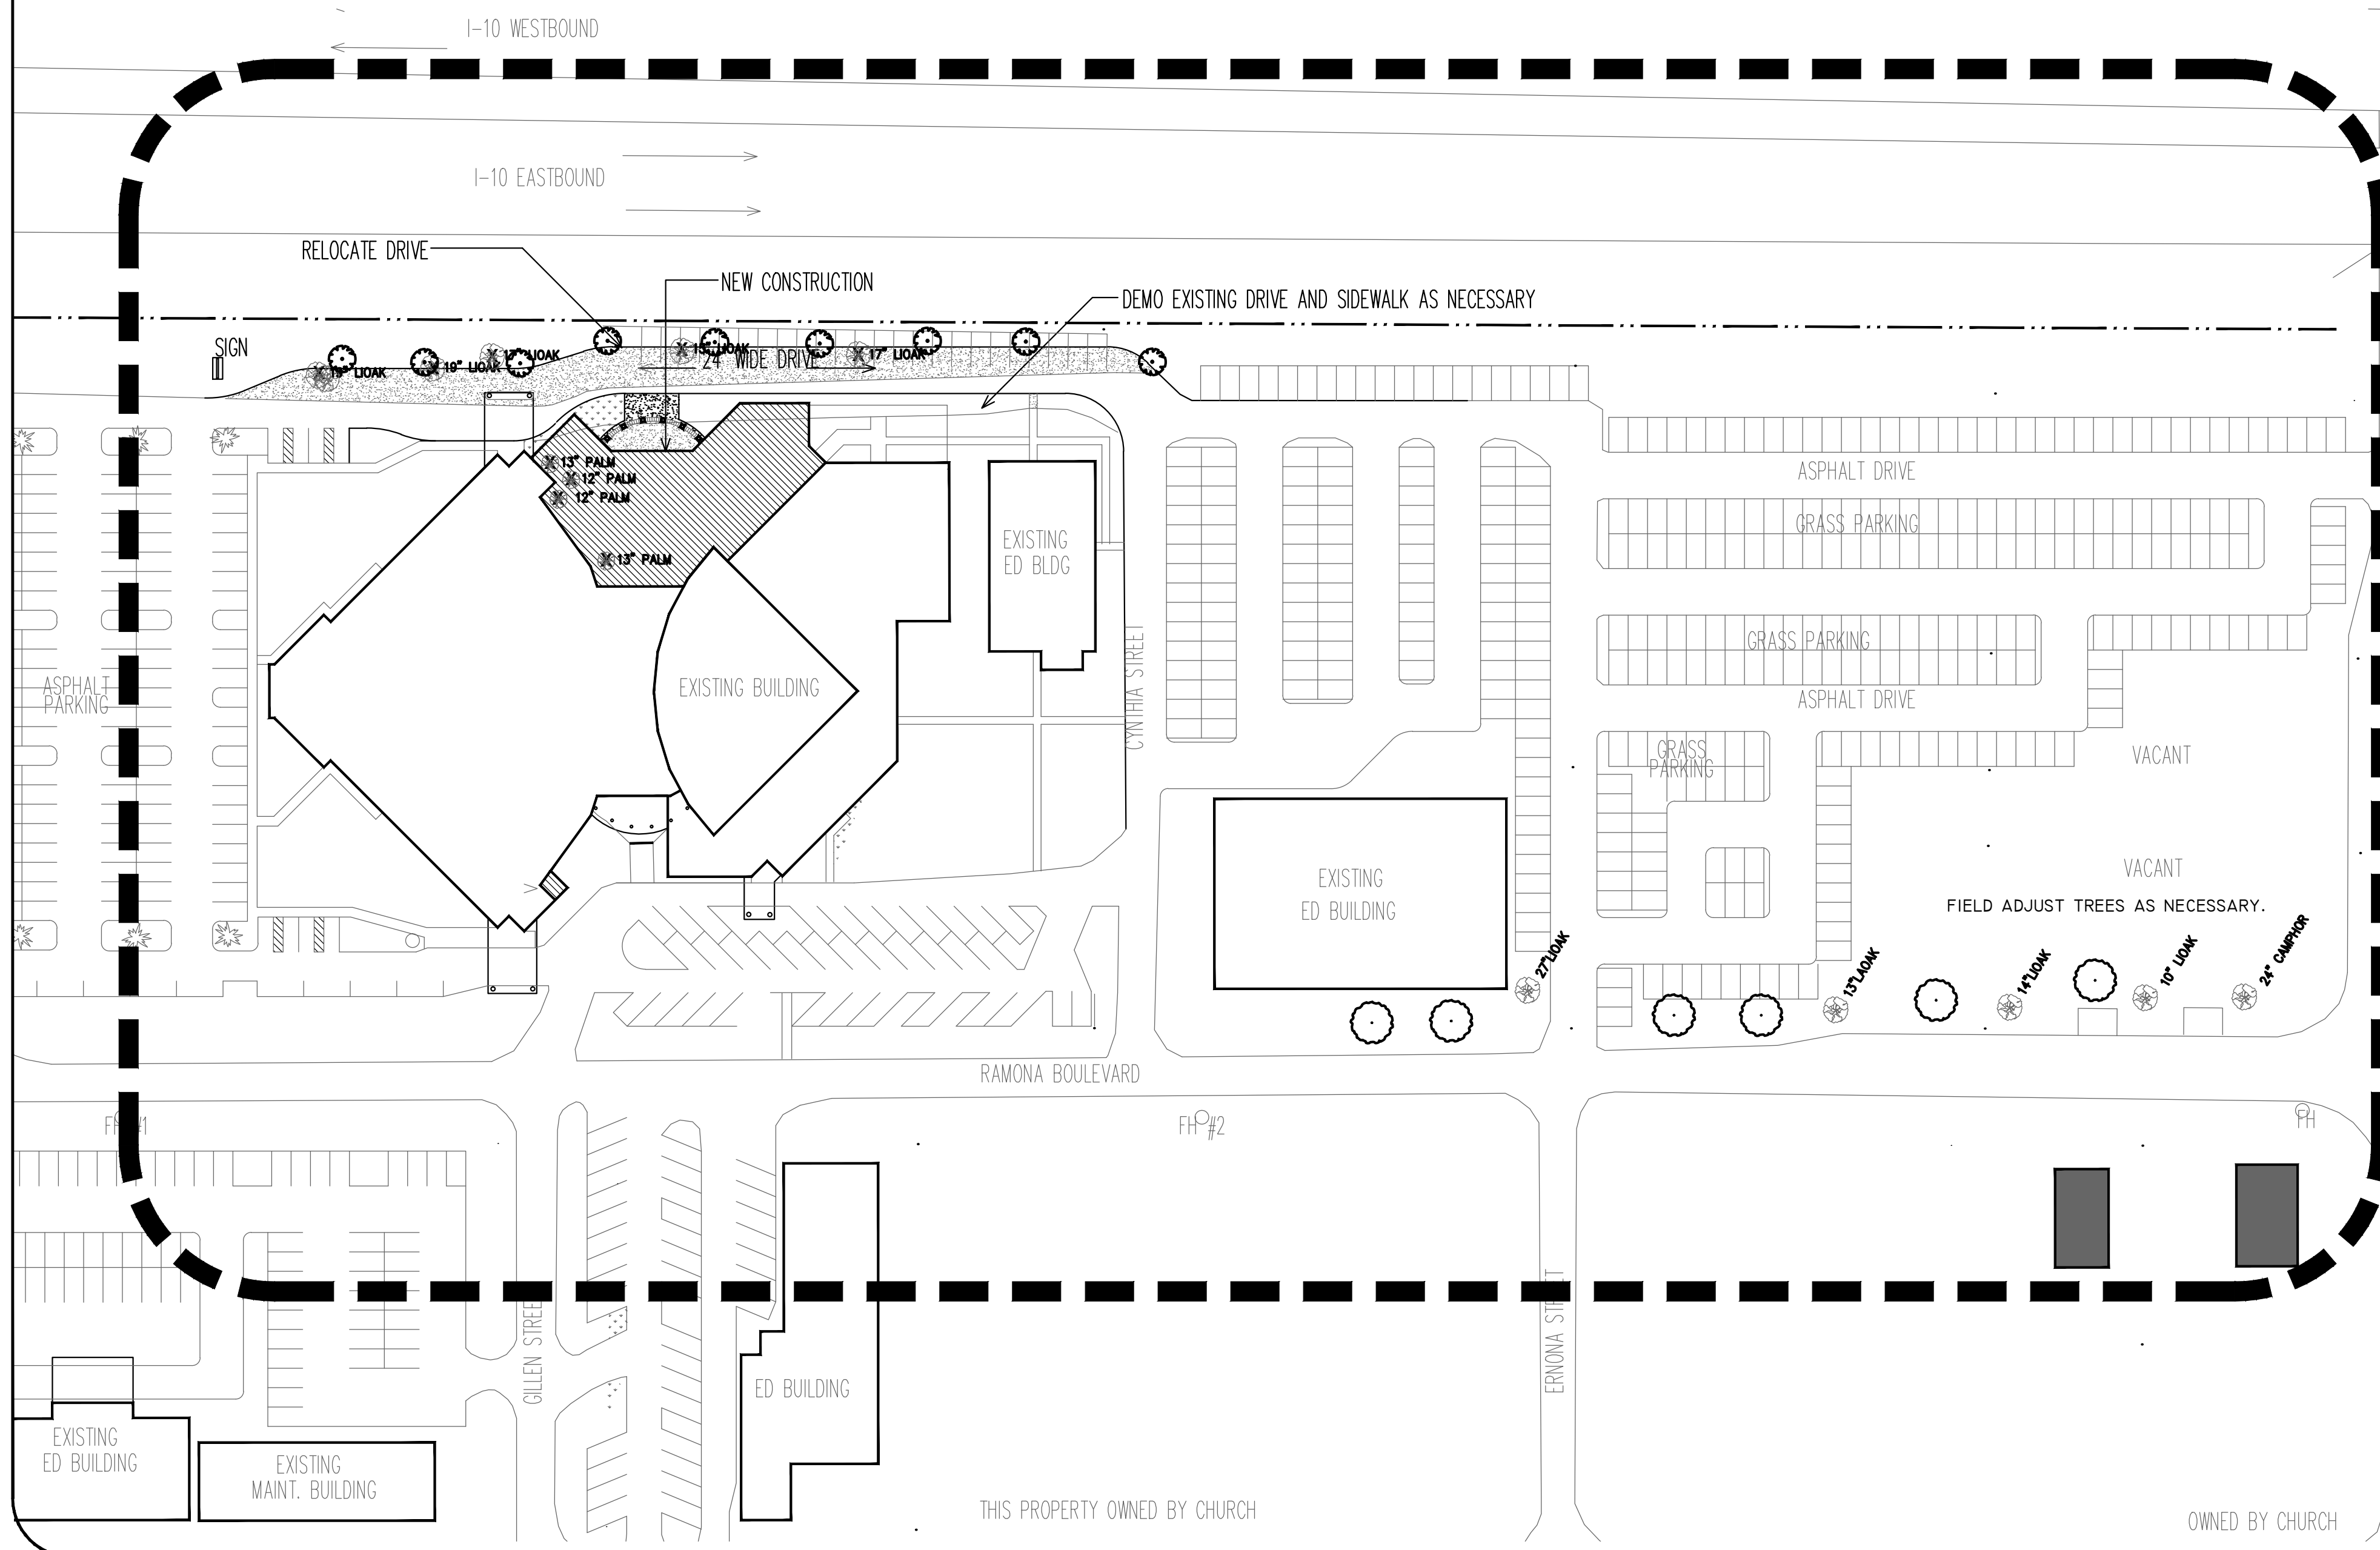 I-10 WESTBOUND
I-10 EASTBOUND
RELOCATE DRIVE
NEW CONSTRUCTION
DEMO EXISTING DRIVE AND SIDEWALK AS NECESSARY
SIGN
19" LIOAK
19" LIOAK
17" LIOAK
LIOAK
17" LIOAK
24' WIDE DRIVE
13" PALM
12" PALM
12" PALM
13" PALM
ASPHALT DRIVE
GRASS PARKING
EXISTING
ED BLDG
GRASS PARKING
ASPHALT
PARKING
EXISTING BUILDING
CYNTHIA STREET
ASPHALT DRIVE
GRASS
PARKING
VACANT
VACANT
EXISTING
ED BUILDING
FIELD ADJUST TREES AS NECESSARY.
27" LIOAK
13" LAOAK
14" LIOAK
10" LIOAK
24" CAMPHOR
RAMONA BOULEVARD
FH #1
FH #2
FH
GILLEN STREET
ERNONA STREET
ED BUILDING
EXISTING
ED BUILDING
EXISTING
MAINT. BUILDING
THIS PROPERTY OWNED BY CHURCH
OWNED BY CHURCH